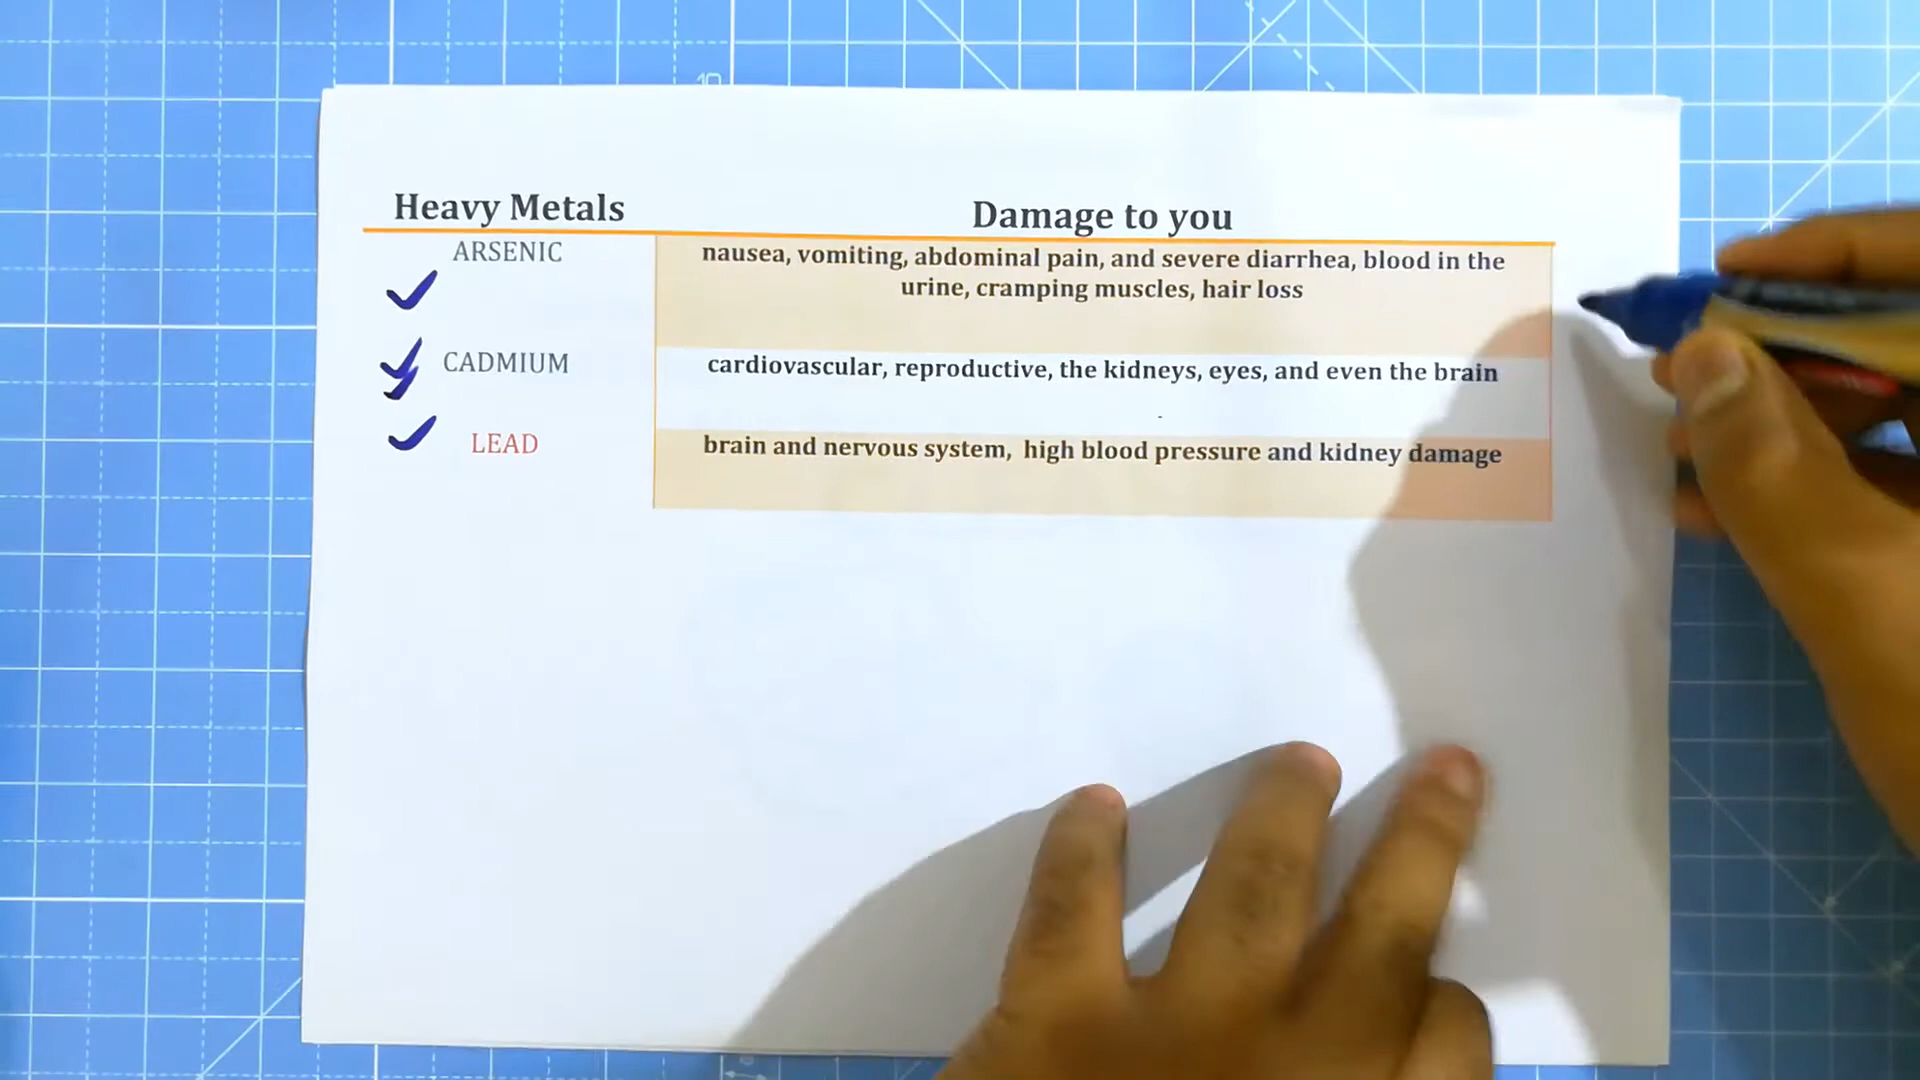 10
Heavy Metals
Damage to you
ARSENIC
nausea, vomiting, abdominal pain, and severe diarrhea, blood in the
urine, cramping muscles, hair loss
CADMIUM
cardiovascular, reproductive, the kidneys, eyes, and even the brain
LEAD
brain and nervous system, high blood pressure and kidney damage